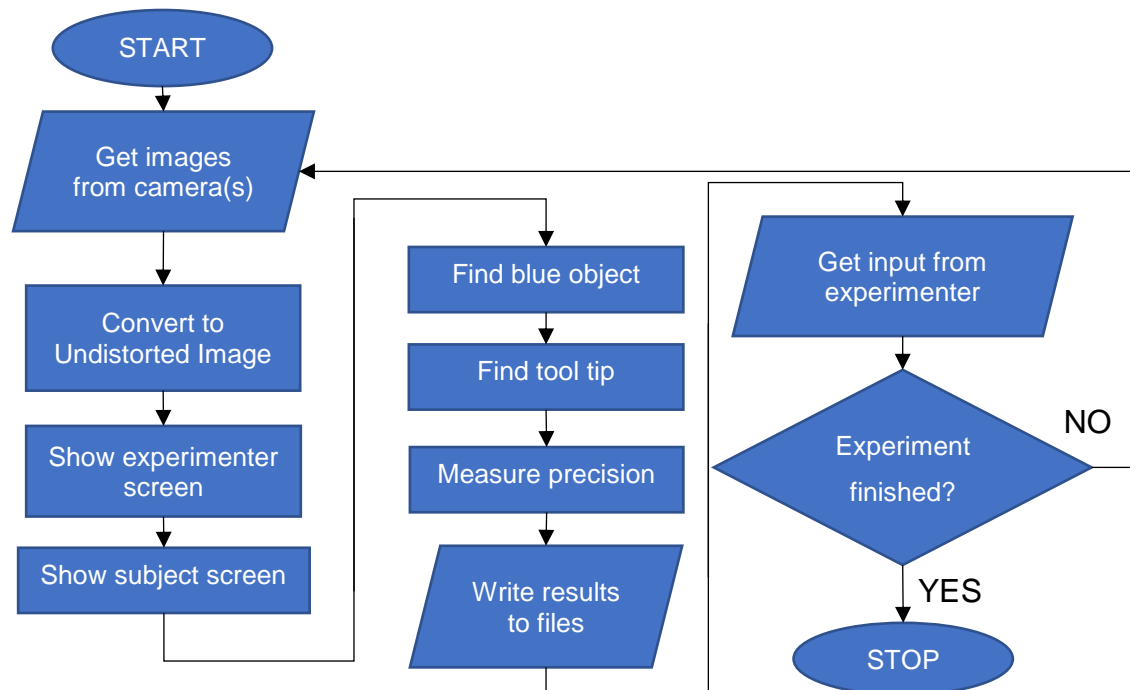 START
Get images
from camera(s)
Convert to
Undistorted Image
Show experimenter
screen
Show subject screen
Find blue object
Find tool tip
Measure precision
Write results
to files
Get input from
experimenter
Experiment
finished?
NO
YES
STOP